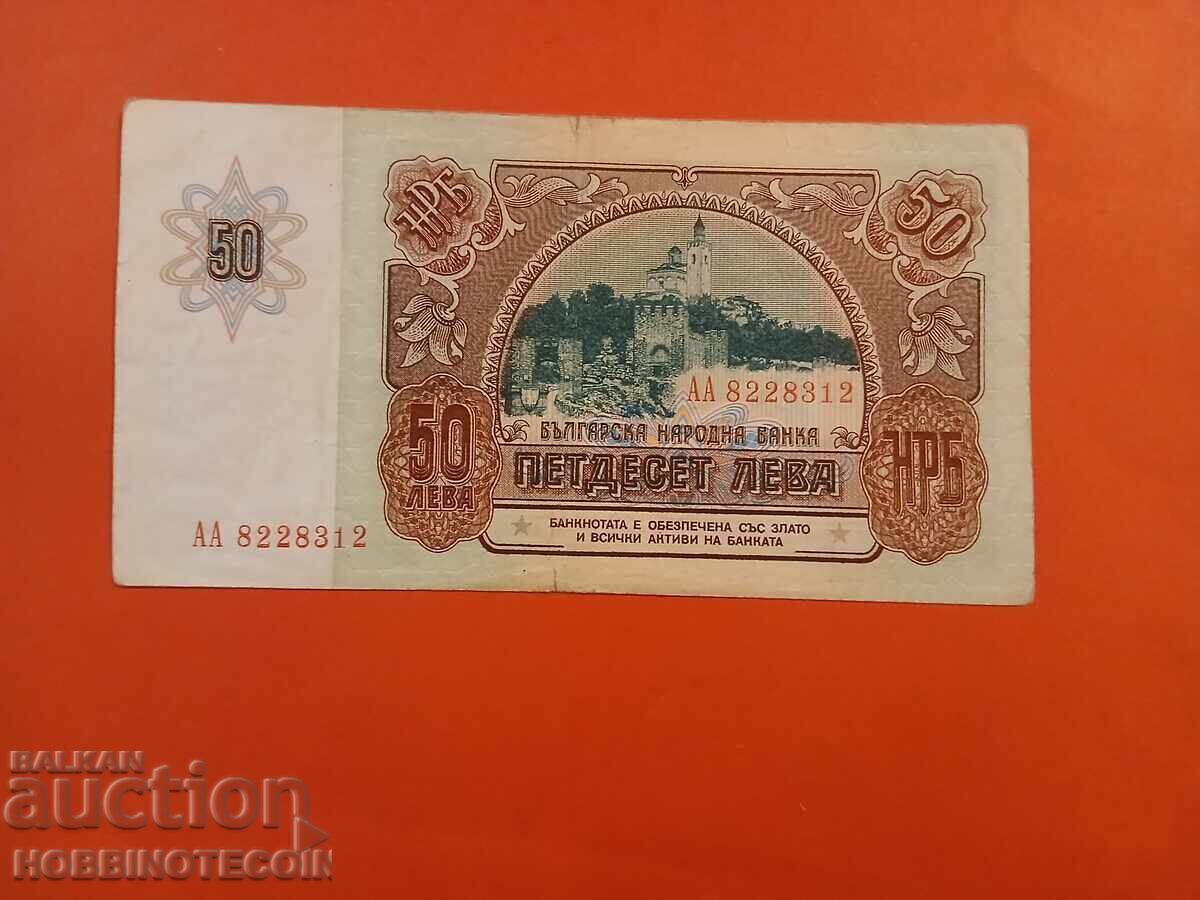 НРБ
50
50
АА 8228312
БЪЛГАРСКА НАРОДНА БАНКА
ПЕТДЕСЕТ ЛЕВА
50
ЛЕВА
НРБ
БАНКНОТАТА Е ОБЕЗПЕЧЕНА СЪС ЗЛАТО
И ВСИЧКИ АКТИВИ НА БАНКАТА
АА 8228312
BALKAN
auction
HOBBINOTECOIN